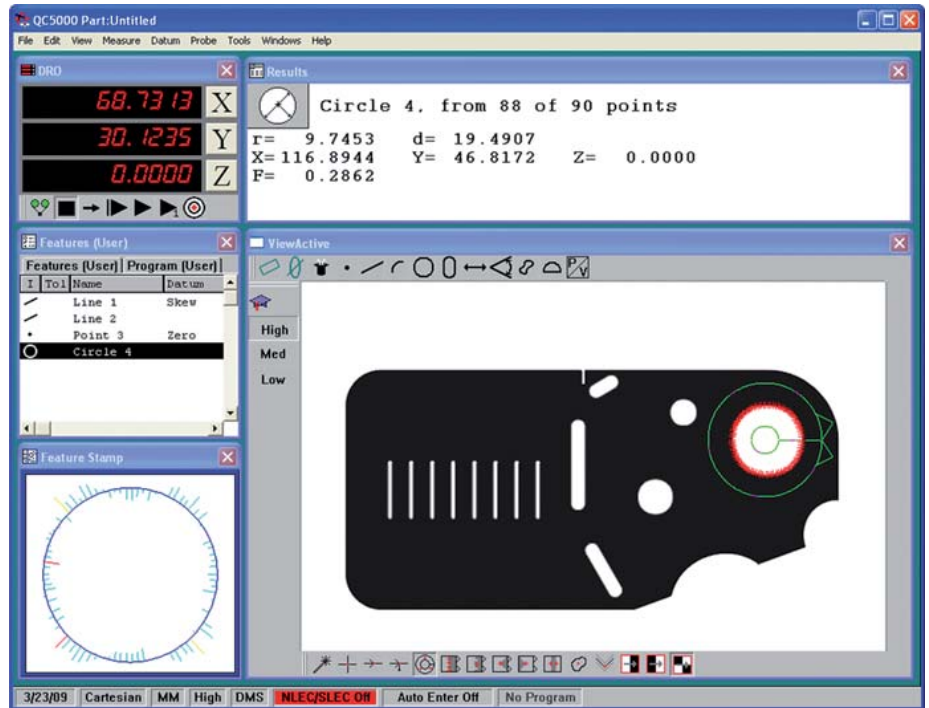 QC5000 Part:Untitled
File Edit View Measure Datum Probe Tools Windows Help
DRO
68.7313 X
30.1235 Y
0.0000 Z
1
Results
Circle 4, from 88 of 90 points
r= 9.7453 d= 19.4907
X= 116.8944 Y= 46.8172 Z= 0.0000
F= 0.2862
Features (User)
Features (User) Program (User)
I Tol Name Datum
Line 1 Skew
Line 2
Point 3 Zero
Circle 4
Feature Stamp
ViewActive
P/V
High
Med
Low
3/23/09 Cartesian MM High DMS NLEC/SLEC Off Auto Enter Off No Program